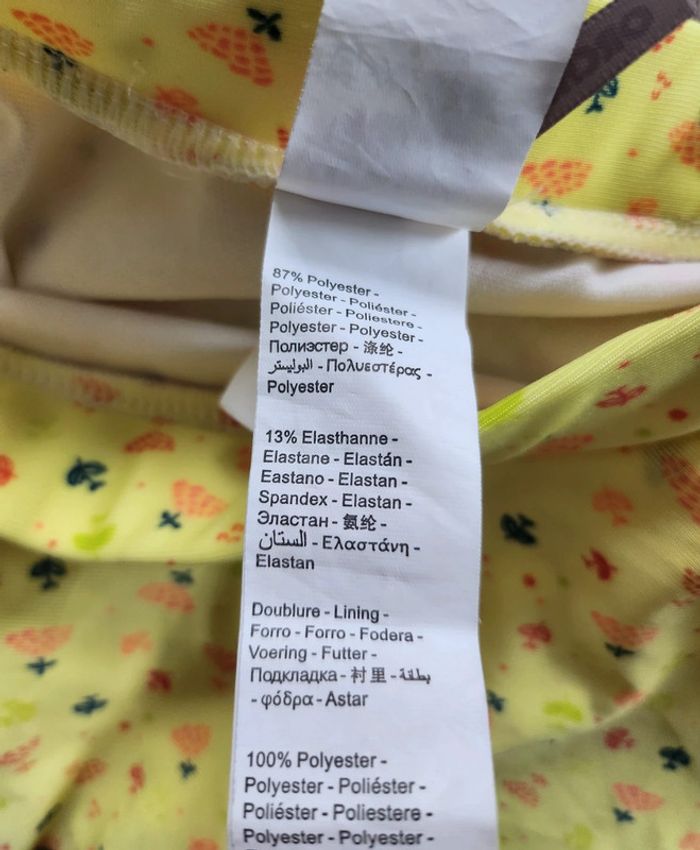 87% Polyester -
Polyester - Poliéster -
Poliéster - Poliestere -
Polyester - Polyester -
Полиэстер - 涤纶 -
البوليستر - Πολυεστέρας -
Polyester
13% Elasthanne -
Elastane - Elastán -
Eastano - Elastan -
Spandex - Elastan -
Эластан - 氨纶 -
الستان - Ελαστάνη -
Elastan
Doublure - Lining -
Forro - Forro - Fodera -
Voering - Futter -
Подкладка - 衬里 - بطانة
- φόδρα - Astar
100% Polyester -
Polyester - Poliéster -
Poliéster - Poliestere -
Polyester - Polyester -